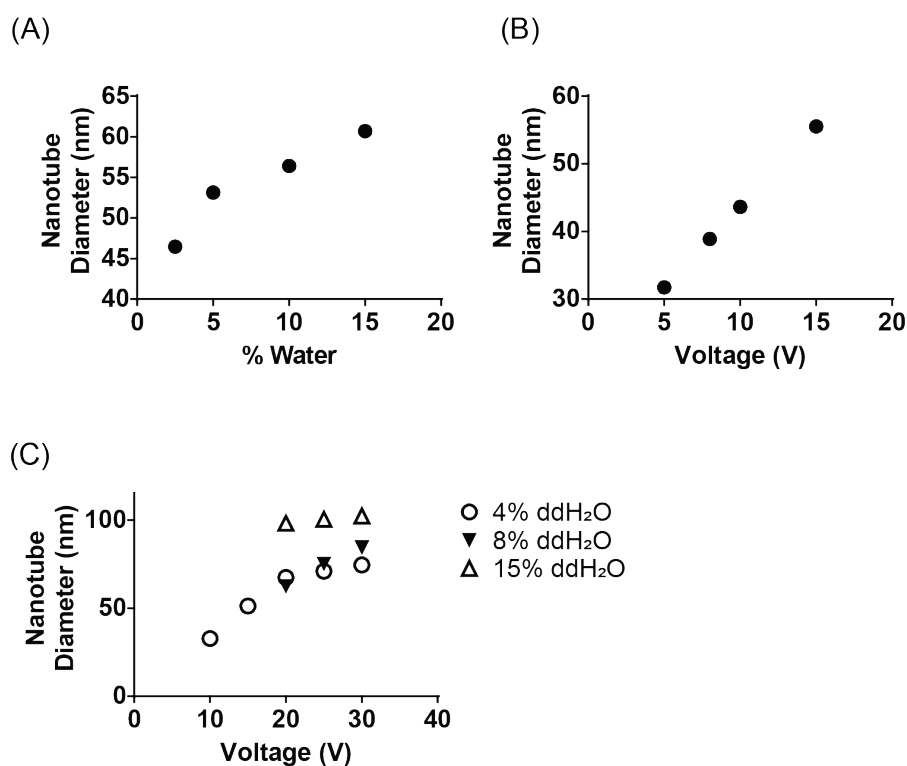 (A)
65
60
55
50
45
40
0 5 10 15 20
% Water
Nanotube
Diameter (nm)
(B)
60
50
40
30
0 5 10 15 20
Voltage (V)
Nanotube
Diameter (nm)
(C)
100
50
0
0 10 20 30 40
Voltage (V)
Nanotube
Diameter (nm)
4% ddH₂O
8% ddH₂O
15% ddH₂O